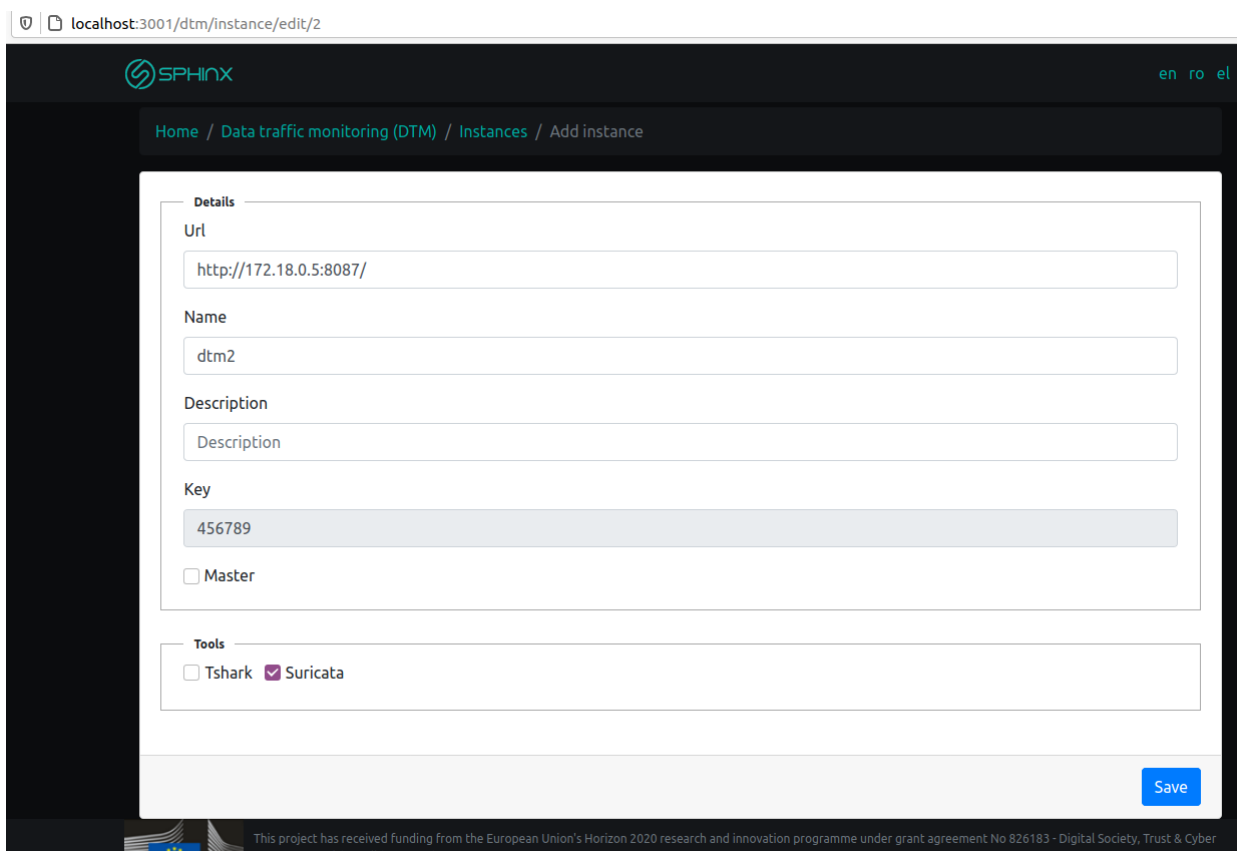 localhost:3001/dtm/instance/edit/2
SPHINX
en ro el
Home / Data traffic monitoring (DTM) / Instances / Add instance
Details
Url
http://172.18.0.5:8087/
Name
dtm2
Description
Description
Key
456789
Master
Tools
Tshark Suricata
Save
This project has received funding from the European Union's Horizon 2020 research and innovation programme under grant agreement No 826183 - Digital Society, Trust & Cyber